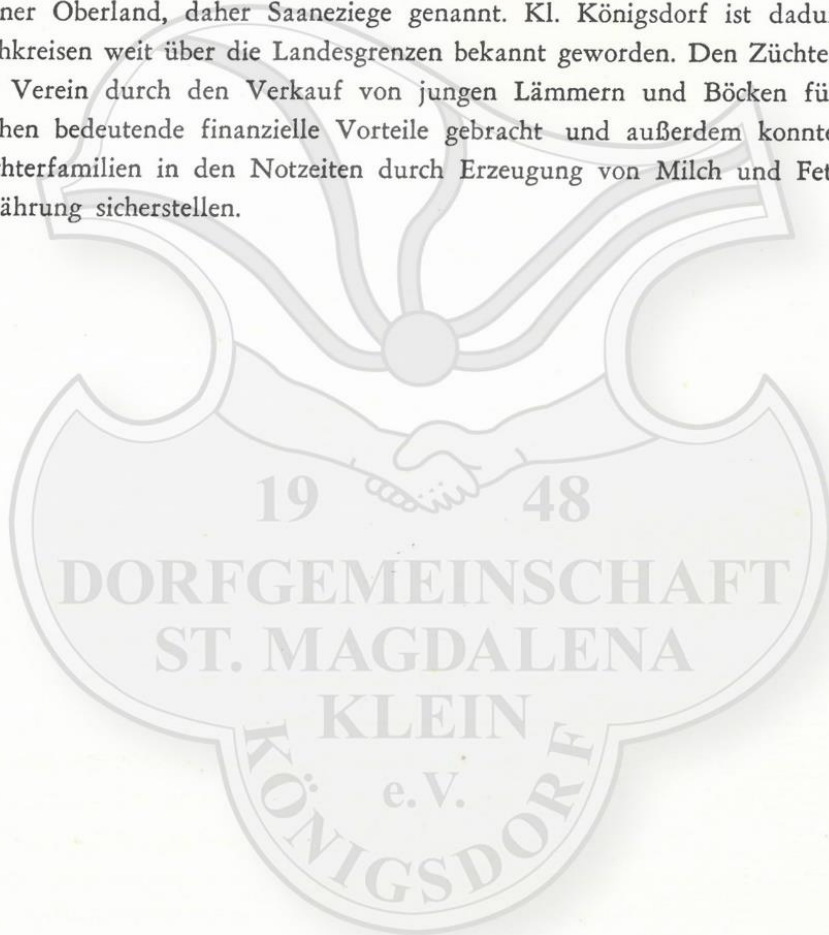 ner Oberland, daher Saaneziege genannt. Kl. Königsdorf ist dadu
hkreisen weit über die Landesgrenzen bekannt geworden. Den Züchte
Verein durch den Verkauf von jungen Lämmern und Böcken fü
hen bedeutende finanzielle Vorteile gebracht und außerdem konnte
hterfamilien in den Notzeiten durch Erzeugung von Milch und Fet
ährung sicherstellen.
19 48
DORFGEMEINSCHAFT
ST. MAGDALENA
KLEIN
KÖNIGSDORF
e.V.